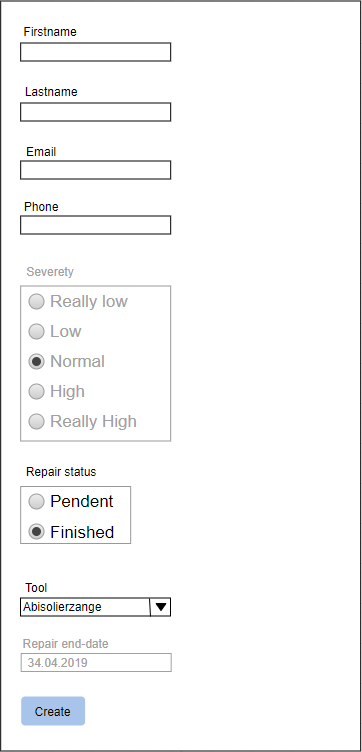 Firstname
Lastname
Email
Phone
Severety
Really low
Low
Normal
High
Really High
Repair status
Pendent
Finished
Tool
Abisolierzange
Repair end-date
34.04.2019
Create